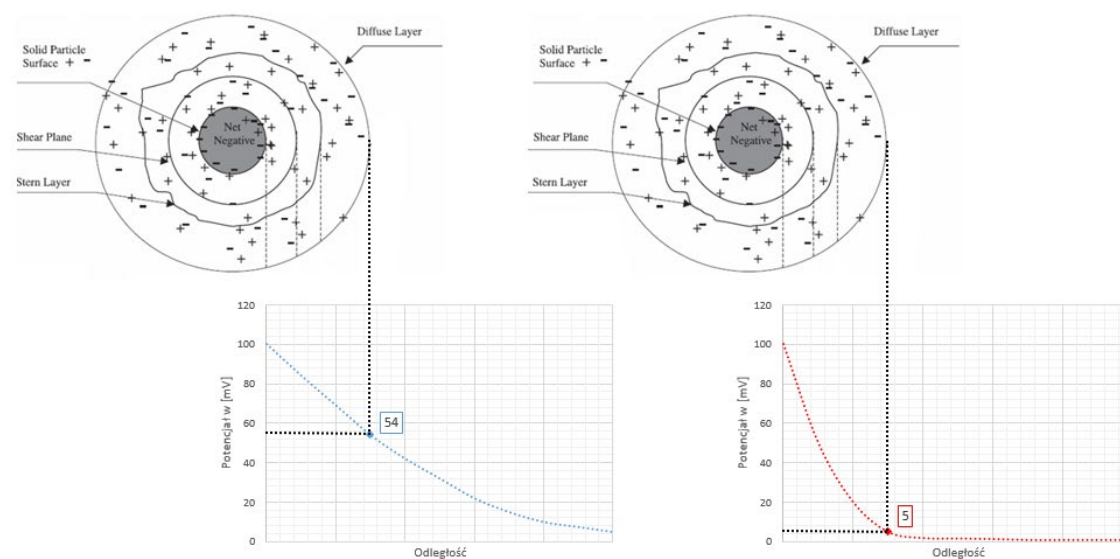 Diffuse Layer
Solid Particle
Surface + -
Net
Negative
Shear Plane
Stern Layer
Diffuse Layer
Solid Particle
Surface + -
Net
Negative
Shear Plane
Stern Layer
120
100
80
60
40
20
0
Potencjał w [mV]
54
Odległość
120
100
80
60
40
20
0
Potencjał w [mV]
5
Odległość